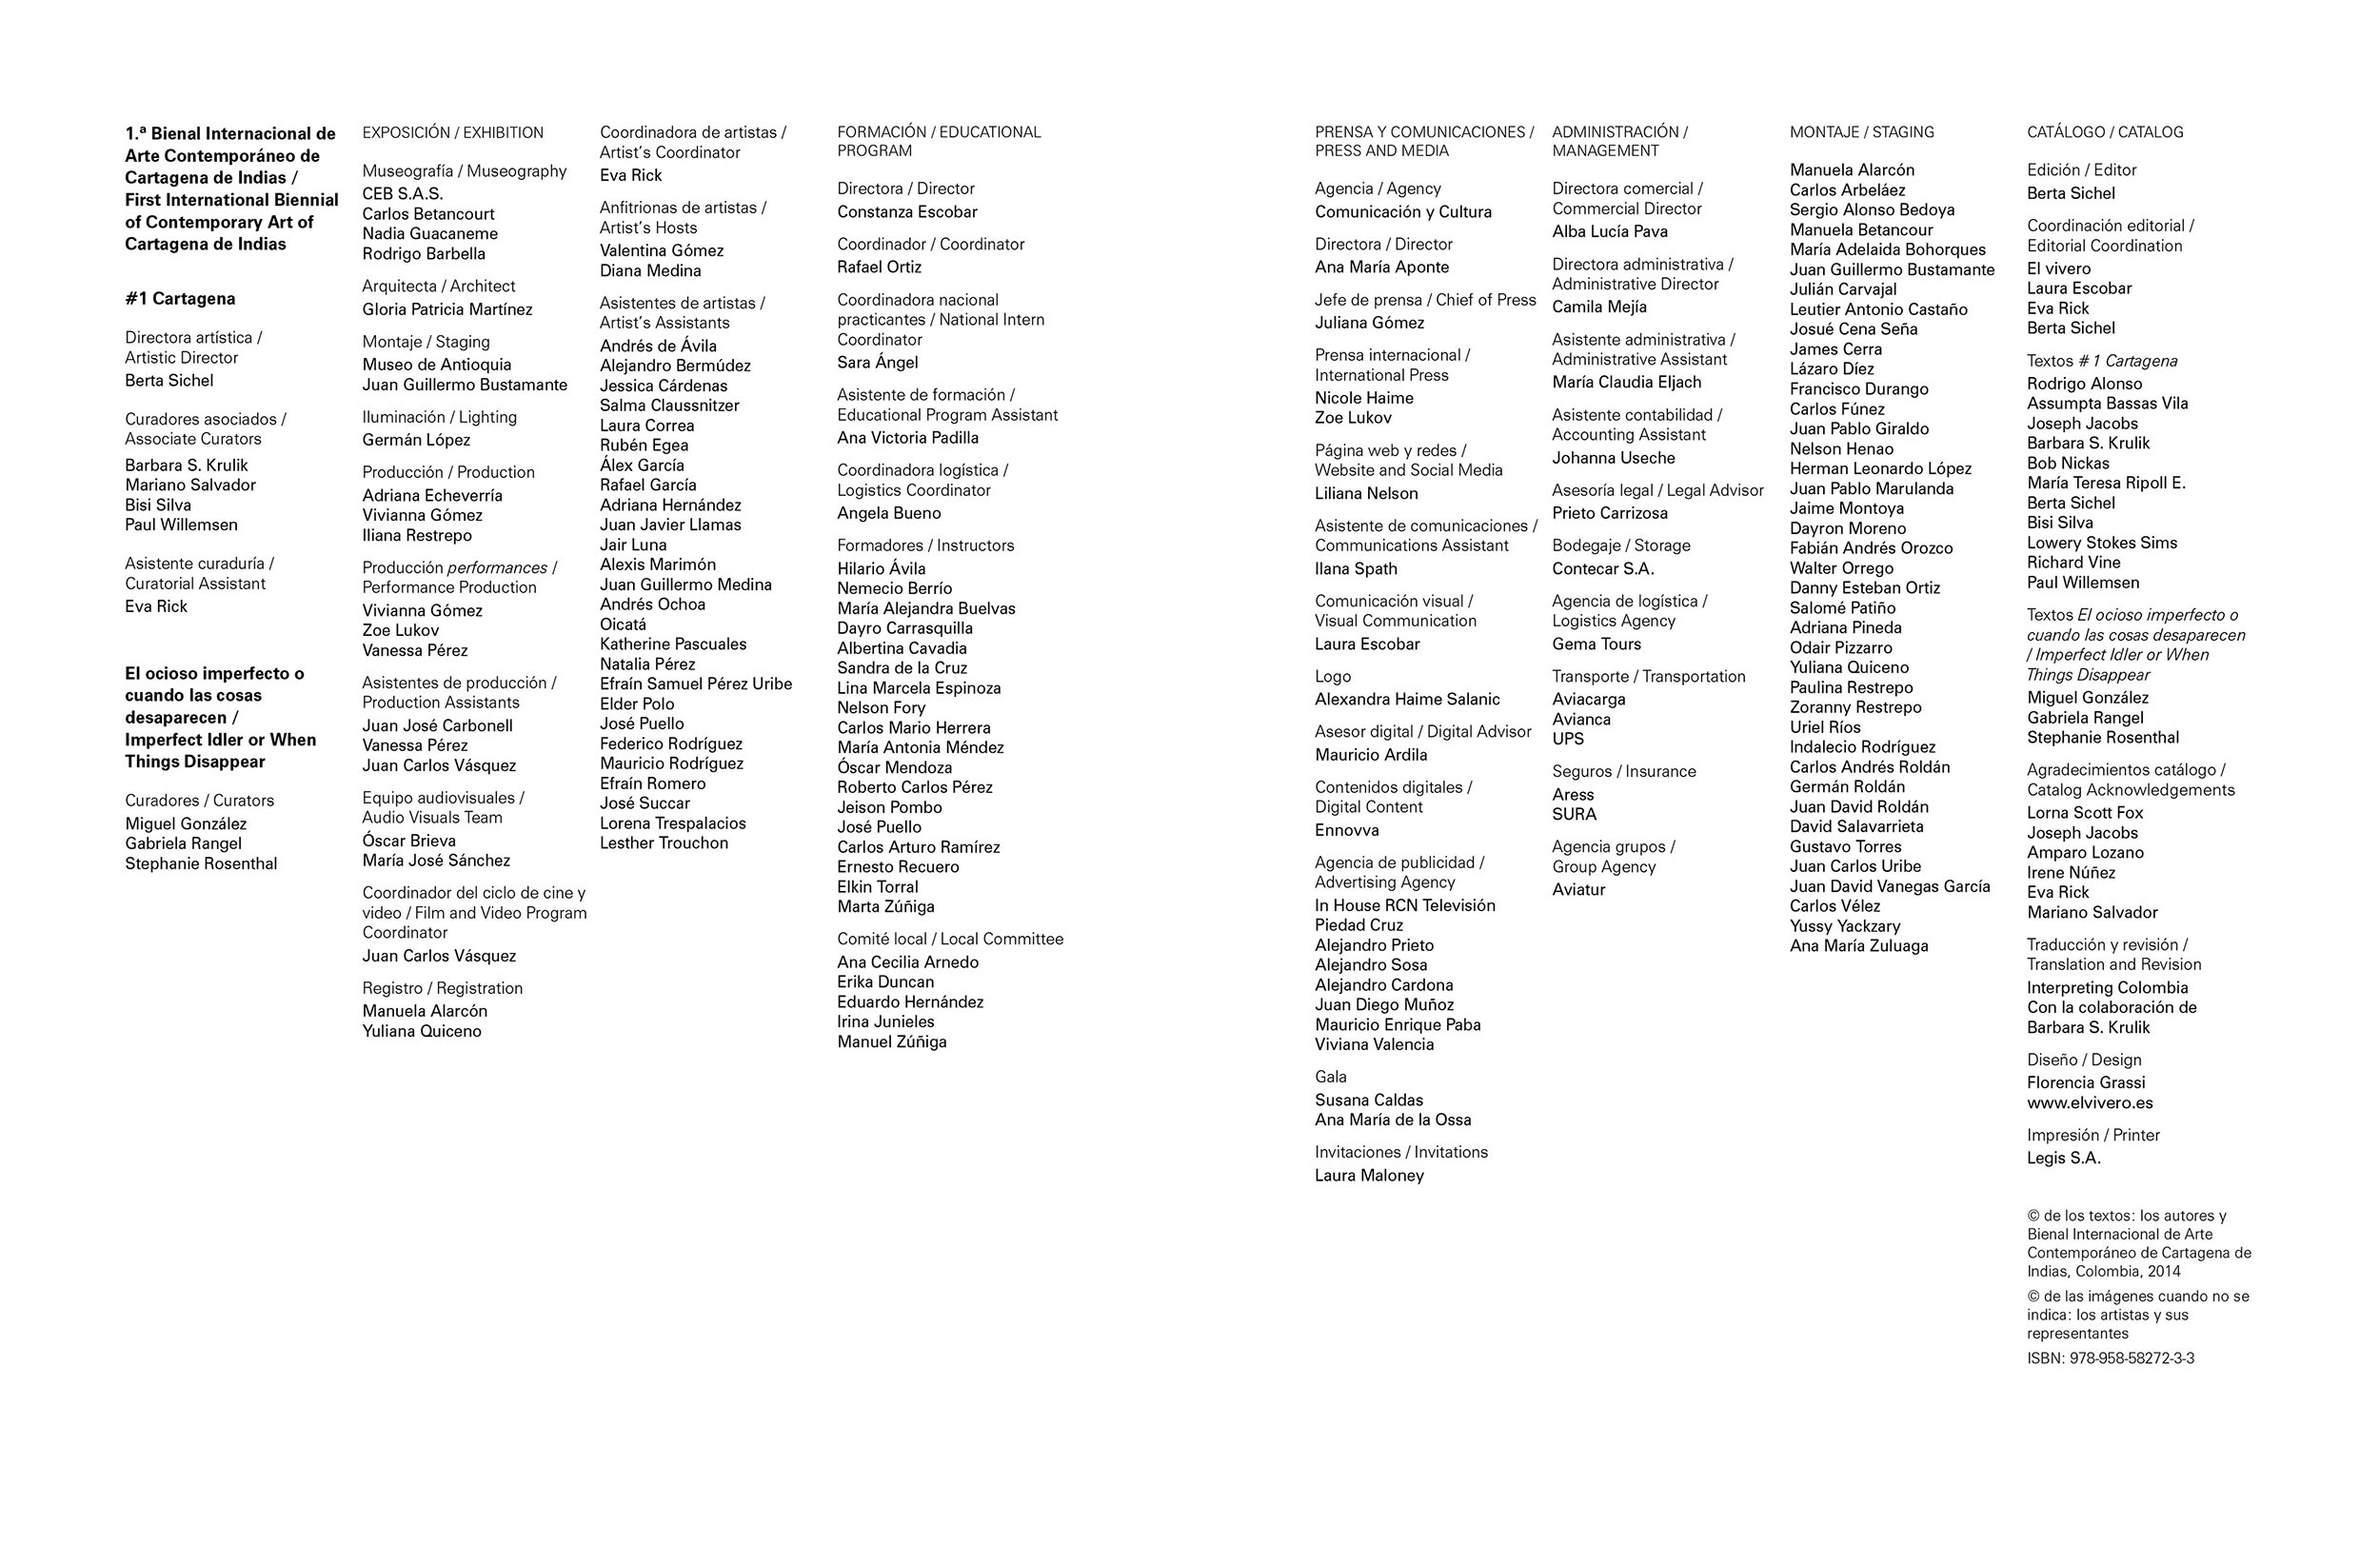 1.ª Bienal Internacional de
Arte Contemporáneo de
Cartagena de Indias /
First International Biennial
of Contemporary Art of
Cartagena de Indias
#1 Cartagena
Directora artística /
Artistic Director
Berta Sichel
Curadores asociados /
Associate Curators
Barbara S. Krulik
Mariano Salvador
Bisi Silva
Paul Willemsen
Asistente curaduría /
Curatorial Assistant
Eva Rick
El ocioso imperfecto o
cuando las cosas
desaparecen /
Imperfect Idler or When
Things Disappear
Curadores / Curators
Miguel González
Gabriela Rangel
Stephanie Rosenthal
EXPOSICIÓN / EXHIBITION
Museografía / Museography
CEB S.A.S.
Carlos Betancourt
Nadia Guacaneme
Rodrigo Barbella
Arquitecta / Architect
Gloria Patricia Martínez
Montaje / Staging
Museo de Antioquia
Juan Guillermo Bustamante
Iluminación / Lighting
Germán López
Producción / Production
Adriana Echeverría
Vivianna Gómez
Iliana Restrepo
Producción performances /
Performance Production
Vivianna Gómez
Zoe Lukov
Vanessa Pérez
Asistentes de producción /
Production Assistants
Juan José Carbonell
Vanessa Pérez
Juan Carlos Vásquez
Equipo audiovisuales /
Audio Visuals Team
Óscar Brieva
María José Sánchez
Coordinador del ciclo de cine y
video / Film and Video Program
Coordinator
Juan Carlos Vásquez
Registro / Registration
Manuela Alarcón
Yuliana Quiceno
Coordinadora de artistas /
Artist's Coordinator
Eva Rick
Anfitrionas de artistas /
Artist's Hosts
Valentina Gómez
Diana Medina
Asistentes de artistas /
Artist's Assistants
Andrés de Ávila
Alejandro Bermúdez
Jessica Cárdenas
Salma Claussnitzer
Laura Correa
Rubén Egea
Álex García
Rafael García
Adriana Hernández
Juan Javier Llamas
Jair Luna
Alexis Marimón
Juan Guillermo Medina
Andrés Ochoa
Oicatá
Katherine Pascuales
Natalia Pérez
Efraín Samuel Pérez Uribe
Elder Polo
José Puello
Federico Rodríguez
Mauricio Rodríguez
Efraín Romero
José Succar
Lorena Trespalacios
Lesther Trouchon
FORMACIÓN / EDUCATIONAL
PROGRAM
Directora / Director
Constanza Escobar
Coordinador / Coordinator
Rafael Ortiz
Coordinadora nacional
practicantes / National Intern
Coordinator
Sara Ángel
Asistente de formación /
Educational Program Assistant
Ana Victoria Padilla
Coordinadora logística /
Logistics Coordinator
Angela Bueno
Formadores / Instructors
Hilario Ávila
Nemecio Berrío
María Alejandra Buelvas
Dayro Carrasquilla
Albertina Cavadia
Sandra de la Cruz
Lina Marcela Espinoza
Nelson Fory
Carlos Mario Herrera
María Antonia Méndez
Óscar Mendoza
Roberto Carlos Pérez
Jeison Pombo
José Puello
Carlos Arturo Ramírez
Ernesto Recuero
Elkin Torral
Marta Zúñiga
Comité local / Local Committee
Ana Cecilia Arnedo
Erika Duncan
Eduardo Hernández
Irina Junieles
Manuel Zúñiga
PRENSA Y COMUNICACIONES /
PRESS AND MEDIA
Agencia / Agency
Comunicación y Cultura
Directora / Director
Ana María Aponte
Jefe de prensa / Chief of Press
Juliana Gómez
Prensa internacional /
International Press
Nicole Haime
Zoe Lukov
Página web y redes /
Website and Social Media
Liliana Nelson
Asistente de comunicaciones /
Communications Assistant
Ilana Spath
Comunicación visual /
Visual Communication
Laura Escobar
Logo
Alexandra Haime Salanic
Asesor digital / Digital Advisor
Mauricio Ardila
Contenidos digitales /
Digital Content
Ennovva
Agencia de publicidad /
Advertising Agency
In House RCN Televisión
Piedad Cruz
Alejandro Prieto
Alejandro Sosa
Alejandro Cardona
Juan Diego Muñoz
Mauricio Enrique Paba
Viviana Valencia
Gala
Susana Caldas
Ana María de la Ossa
Invitaciones / Invitations
Laura Maloney
ADMINISTRACIÓN /
MANAGEMENT
Directora comercial /
Commercial Director
Alba Lucía Pava
Directora administrativa /
Administrative Director
Camila Mejía
Asistente administrativa /
Administrative Assistant
María Claudia Eljach
Asistente contabilidad /
Accounting Assistant
Johanna Useche
Asesoría legal / Legal Advisor
Prieto Carrizosa
Bodegaje / Storage
Contecar S.A.
Agencia de logística /
Logistics Agency
Gema Tours
Transporte / Transportation
Aviacarga
Avianca
UPS
Seguros / Insurance
Aress
SURA
Agencia grupos /
Group Agency
Aviatur
MONTAJE / STAGING
Manuela Alarcón
Carlos Arbeláez
Sergio Alonso Bedoya
Manuela Betancour
María Adelaida Bohorques
Juan Guillermo Bustamante
Julián Carvajal
Leutier Antonio Castaño
Josué Cena Seña
James Cerra
Lázaro Díez
Francisco Durango
Carlos Fúnez
Juan Pablo Giraldo
Nelson Henao
Herman Leonardo López
Juan Pablo Marulanda
Jaime Montoya
Dayron Moreno
Fabián Andrés Orozco
Walter Orrego
Danny Esteban Ortiz
Salomé Patiño
Adriana Pineda
Odair Pizzarro
Yuliana Quiceno
Paulina Restrepo
Zoranny Restrepo
Uriel Ríos
Indalecio Rodríguez
Carlos Andrés Roldán
Germán Roldán
Juan David Roldán
David Salavarrieta
Gustavo Torres
Juan Carlos Uribe
Juan David Vanegas García
Carlos Vélez
Yussy Yackzary
Ana María Zuluaga
CATÁLOGO / CATALOG
Edición / Editor
Berta Sichel
Coordinación editorial /
Editorial Coordination
El vivero
Laura Escobar
Eva Rick
Berta Sichel
Textos # 1 Cartagena
Rodrigo Alonso
Assumpta Bassas Vila
Joseph Jacobs
Barbara S. Krulik
Bob Nickas
María Teresa Ripoll E.
Berta Sichel
Bisi Silva
Lowery Stokes Sims
Richard Vine
Paul Willemsen
Textos El ocioso imperfecto o
cuando las cosas desaparecen
/ Imperfect Idler or When
Things Disappear
Miguel González
Gabriela Rangel
Stephanie Rosenthal
Agradecimientos catálogo /
Catalog Acknowledgements
Lorna Scott Fox
Joseph Jacobs
Amparo Lozano
Irene Núñez
Eva Rick
Mariano Salvador
Traducción y revisión /
Translation and Revision
Interpreting Colombia
Con la colaboración de
Barbara S. Krulik
Diseño / Design
Florencia Grassi
www.elvivero.es
Impresión / Printer
Legis S.A.
© de los textos: los autores y
Bienal Internacional de Arte
Contemporáneo de Cartagena de
Indias, Colombia, 2014
© de las imágenes cuando no se
indica: los artistas y sus
representantes
ISBN: 978-958-58272-3-3